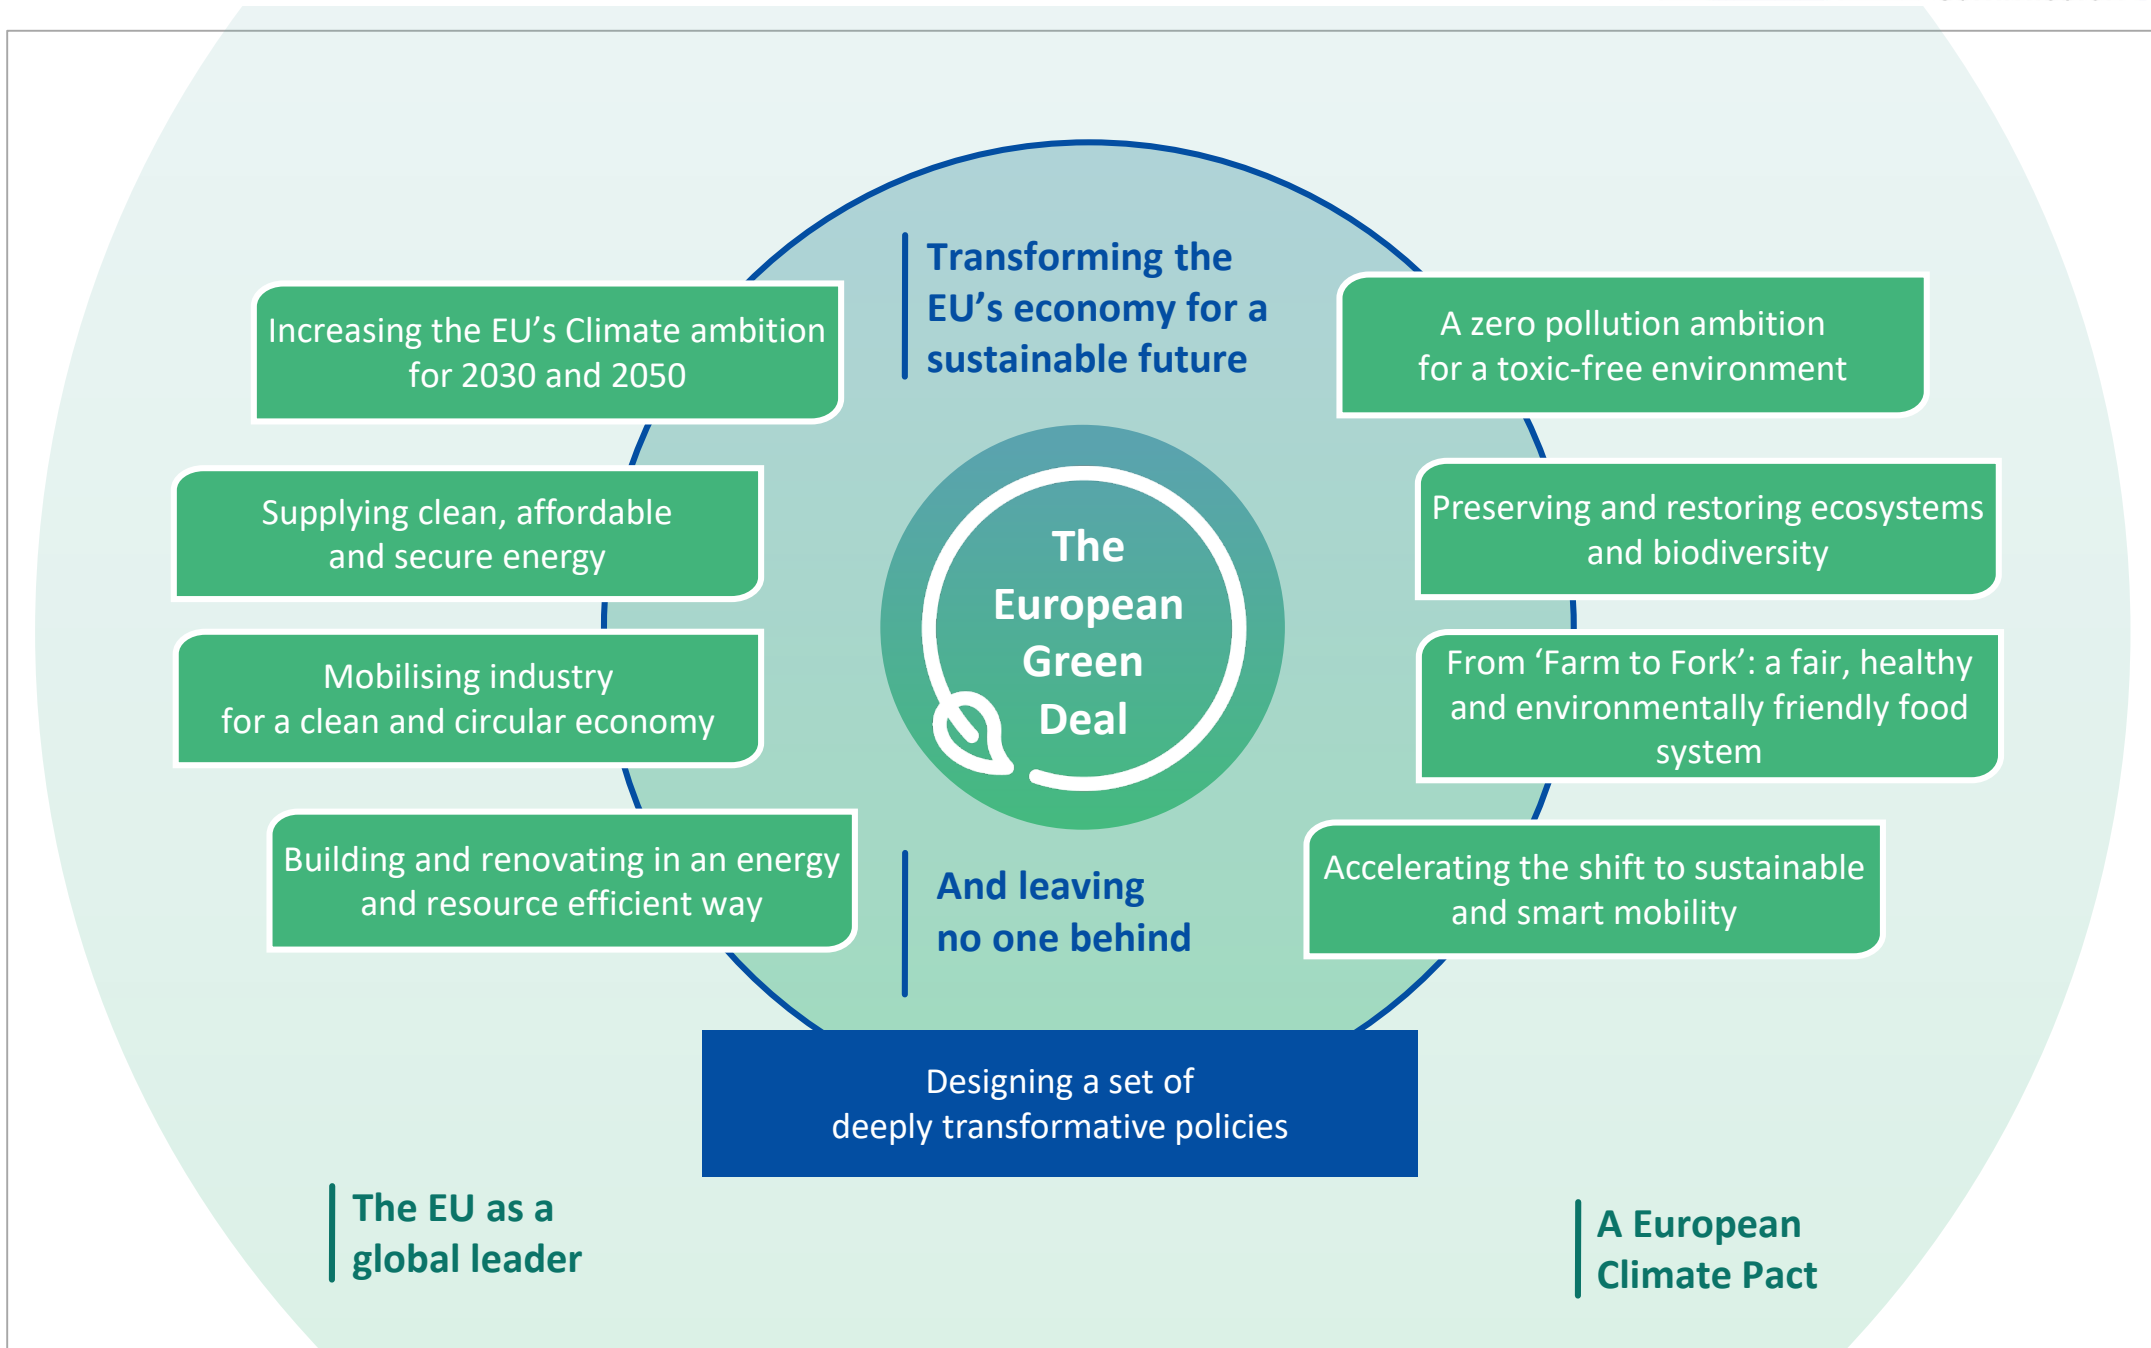 Transforming the
EU’s economy for a
sustainable future
Increasing the EU’s Climate ambition
for 2030 and 2050
Supplying clean, affordable
and secure energy
Mobilising industry
for a clean and circular economy
Building and renovating in an energy
and resource efficient way
The
European
Green
Deal
A zero pollution ambition
for a toxic-free environment
Preserving and restoring ecosystems
and biodiversity
From ‘Farm to Fork’: a fair, healthy
and environmentally friendly food
system
Accelerating the shift to sustainable
and smart mobility
And leaving
no one behind
Designing a set of
deeply transformative policies
The EU as a
global leader
A European
Climate Pact